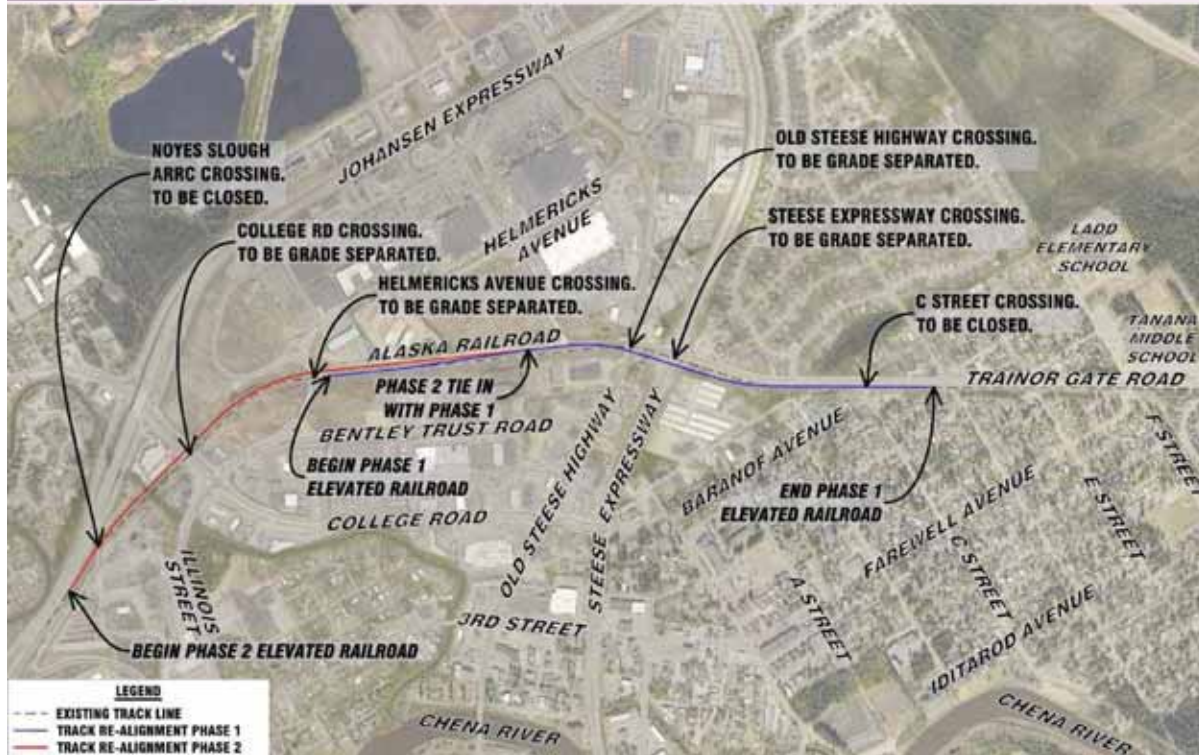 NOYES SLOUGH
ARRC CROSSING.
TO BE CLOSED.
JOHANSEN EXPRESSWAY
COLLEGE RD CROSSING.
TO BE GRADE SEPARATED.
HELMERICKS
AVENUE
HELMERICKS AVENUE CROSSING.
TO BE GRADE SEPARATED.
OLD STEESE HIGHWAY CROSSING.
TO BE GRADE SEPARATED.
STEESE EXPRESSWAY CROSSING.
TO BE GRADE SEPARATED.
LADD
ELEMENTARY
SCHOOL
C STREET CROSSING.
TO BE CLOSED.
TANANA
MIDDLE
SCHOOL
ALASKA RAILROAD
PHASE 2 TIE IN
WITH PHASE 1
TRAINOR GATE ROAD
BENTLEY TRUST ROAD
BEGIN PHASE 1
ELEVATED RAILROAD
COLLEGE ROAD
OLD STEESE HIGHWAY
STEESE EXPRESSWAY
BARANOF AVENUE
END PHASE 1
ELEVATED RAILROAD
FAREWELL AVENUE
F STREET
E STREET
C STREET
A STREET
IDITAROD AVENUE
ILLINOIS
STREET
3RD STREET
BEGIN PHASE 2 ELEVATED RAILROAD
CHENA RIVER
CHENA RIVER
LEGEND
EXISTING TRACK LINE
TRACK RE-ALIGNMENT PHASE 1
TRACK RE-ALIGNMENT PHASE 2